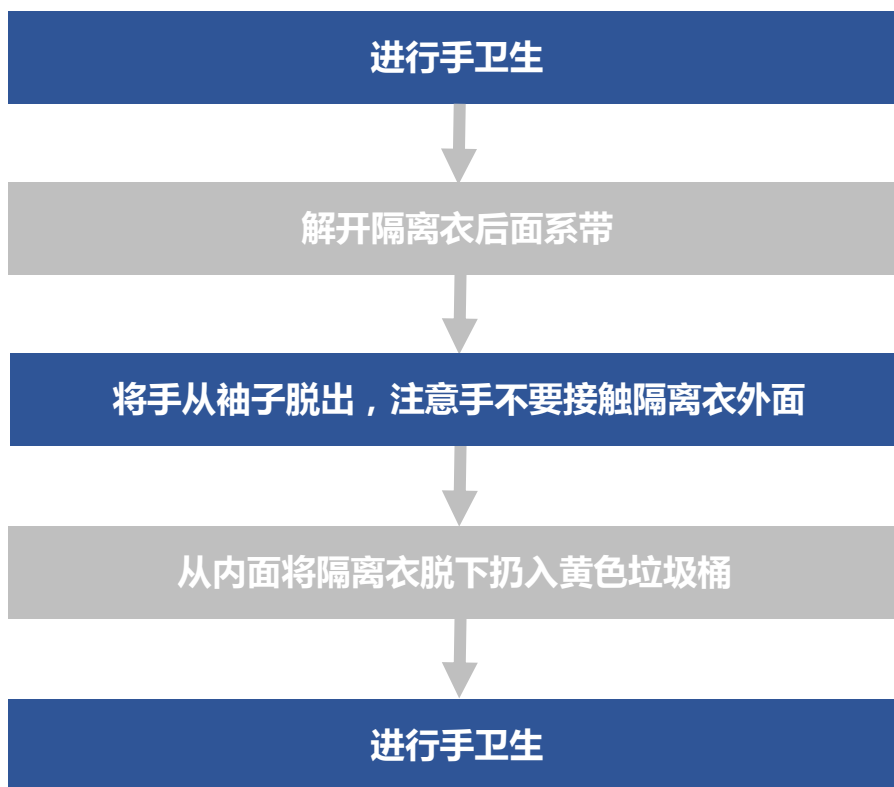 进行手卫生
解开隔离衣后面系带
将手从袖子脱出，注意手不要接触隔离衣外面
从内面将隔离衣脱下扔入黄色垃圾桶
进行手卫生